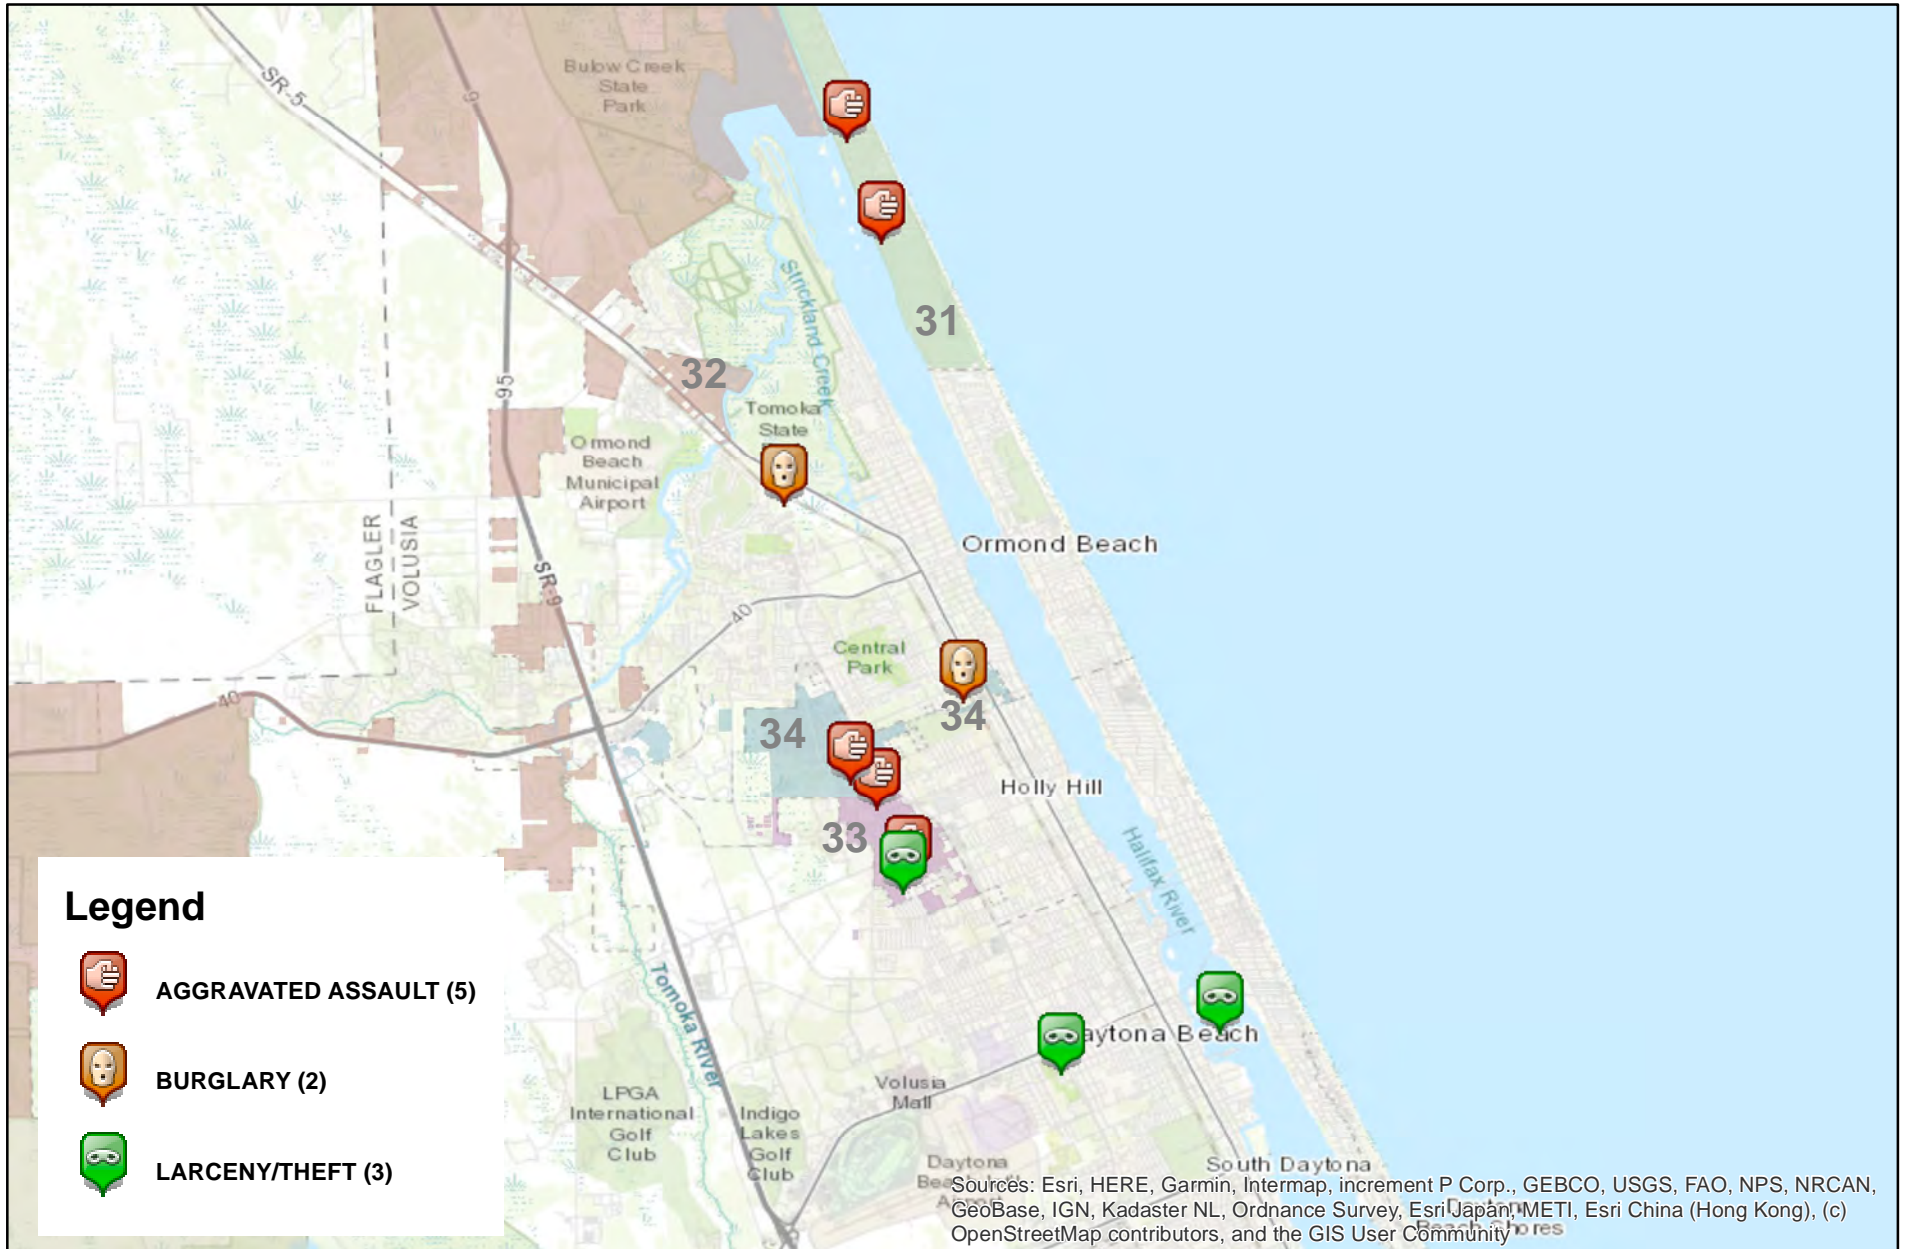 Bulow Creek
State
Park
SR-5
9
31
Strickland Creek
32
95
Tomoka
State
Ormond
Beach
Municipal
Airport
FLAGLER
VOLUSIA
SR-9
Ormond Beach
40
Central
Park
40
34
34
Holly Hill
33
Halifax River
Legend
AGGRAVATED ASSAULT (5)
BURGLARY (2)
LARCENY/THEFT (3)
Tomoka River
aytona Beach
Volusia
Mall
LPGA
International
Golf
Club
Indigo
Lakes
Golf
Club
Daytona
South Daytona
Sources: Esri, HERE, Garmin, Intermap, increment P Corp., GEBCO, USGS, FAO, NPS, NRCAN,
GeoBase, IGN, Kadaster NL, Ordnance Survey, Esri Japan, METI, Esri China (Hong Kong), (c)
OpenStreetMap contributors, and the GIS User Community